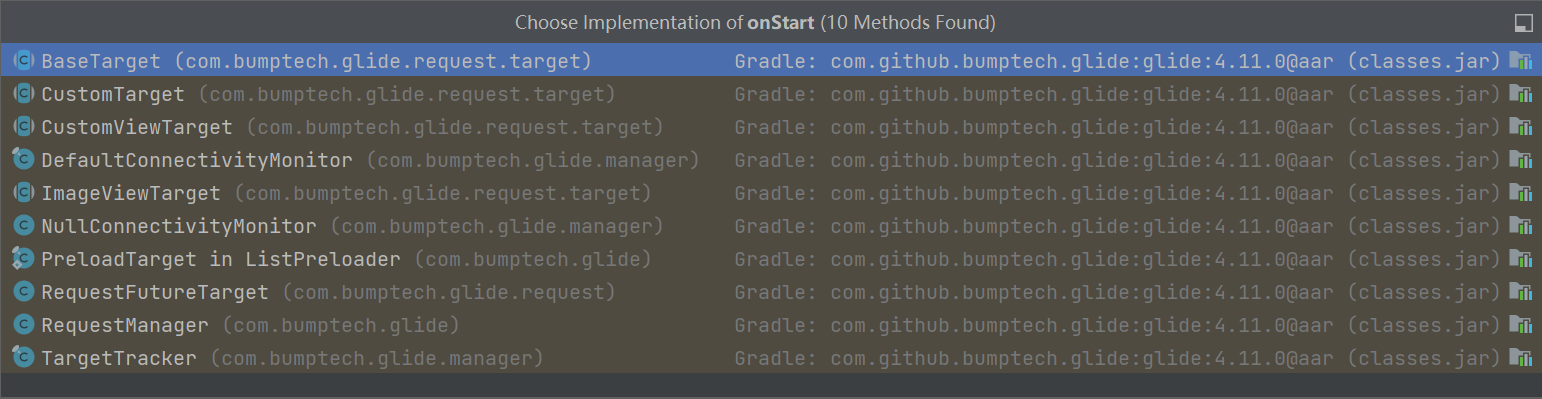 Choose Implementation of onStart (10 Methods Found)
BaseTarget (com.bumptech.glide.request.target) Gradle: com.github.bumptech.glide:glide:4.11.0@aar (classes.jar)
CustomTarget (com.bumptech.glide.request.target) Gradle: com.github.bumptech.glide:glide:4.11.0@aar (classes.jar)
CustomViewTarget (com.bumptech.glide.request.target) Gradle: com.github.bumptech.glide:glide:4.11.0@aar (classes.jar)
DefaultConnectivityMonitor (com.bumptech.glide.manager) Gradle: com.github.bumptech.glide:glide:4.11.0@aar (classes.jar)
ImageViewTarget (com.bumptech.glide.request.target) Gradle: com.github.bumptech.glide:glide:4.11.0@aar (classes.jar)
NullConnectivityMonitor (com.bumptech.glide.manager) Gradle: com.github.bumptech.glide:glide:4.11.0@aar (classes.jar)
PreloadTarget in ListPreloader (com.bumptech.glide) Gradle: com.github.bumptech.glide:glide:4.11.0@aar (classes.jar)
RequestFutureTarget (com.bumptech.glide.request) Gradle: com.github.bumptech.glide:glide:4.11.0@aar (classes.jar)
RequestManager (com.bumptech.glide) Gradle: com.github.bumptech.glide:glide:4.11.0@aar (classes.jar)
TargetTracker (com.bumptech.glide.manager) Gradle: com.github.bumptech.glide:glide:4.11.0@aar (classes.jar)